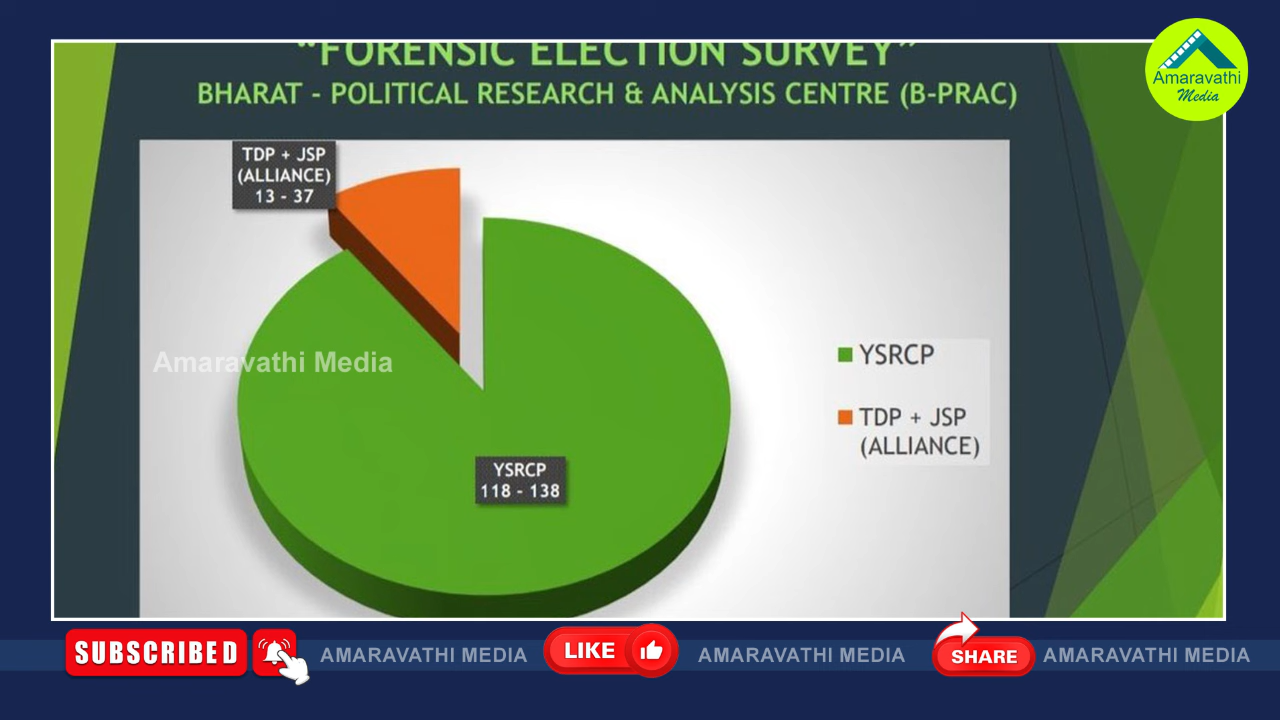 “FORENSIC ELECTION SURVEY”
BHARAT - POLITICAL RESEARCH & ANALYSIS CENTRE (B-PRAC)
Amaravathi
Media
TDP + JSP
(ALLIANCE)
13 - 37
YSRCP
TDP + JSP
(ALLIANCE)
Amaravathi Media
YSRCP
118 - 138
SUBSCRIBED
AMARAVATHI MEDIA
LIKE
AMARAVATHI MEDIA
SHARE
AMARAVATHI MEDIA